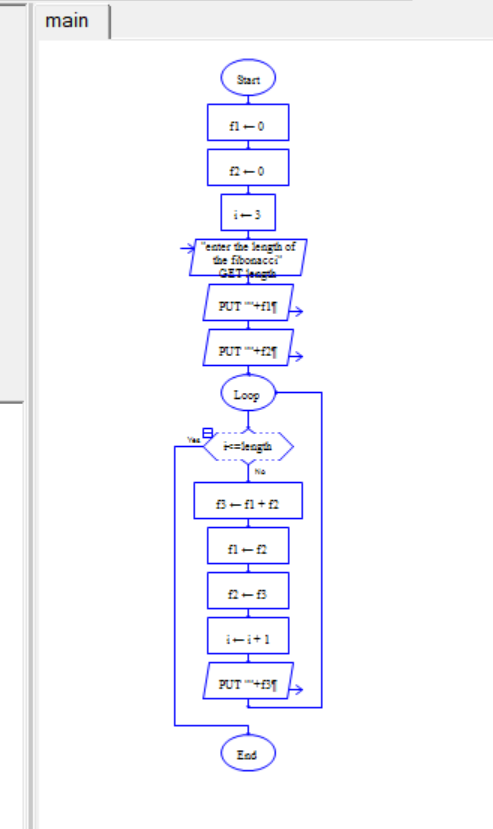 main
Start
f1 ← 0
f2 ← 0
i ← 3
"enter the length of
the fibonacci"
GET length
PUT ""+f1¶
PUT ""+f2¶
Loop
Yes
i<=length
No
f3 ← f1 + f2
f1 ← f2
f2 ← f3
i ← i + 1
PUT ""+f3¶
End